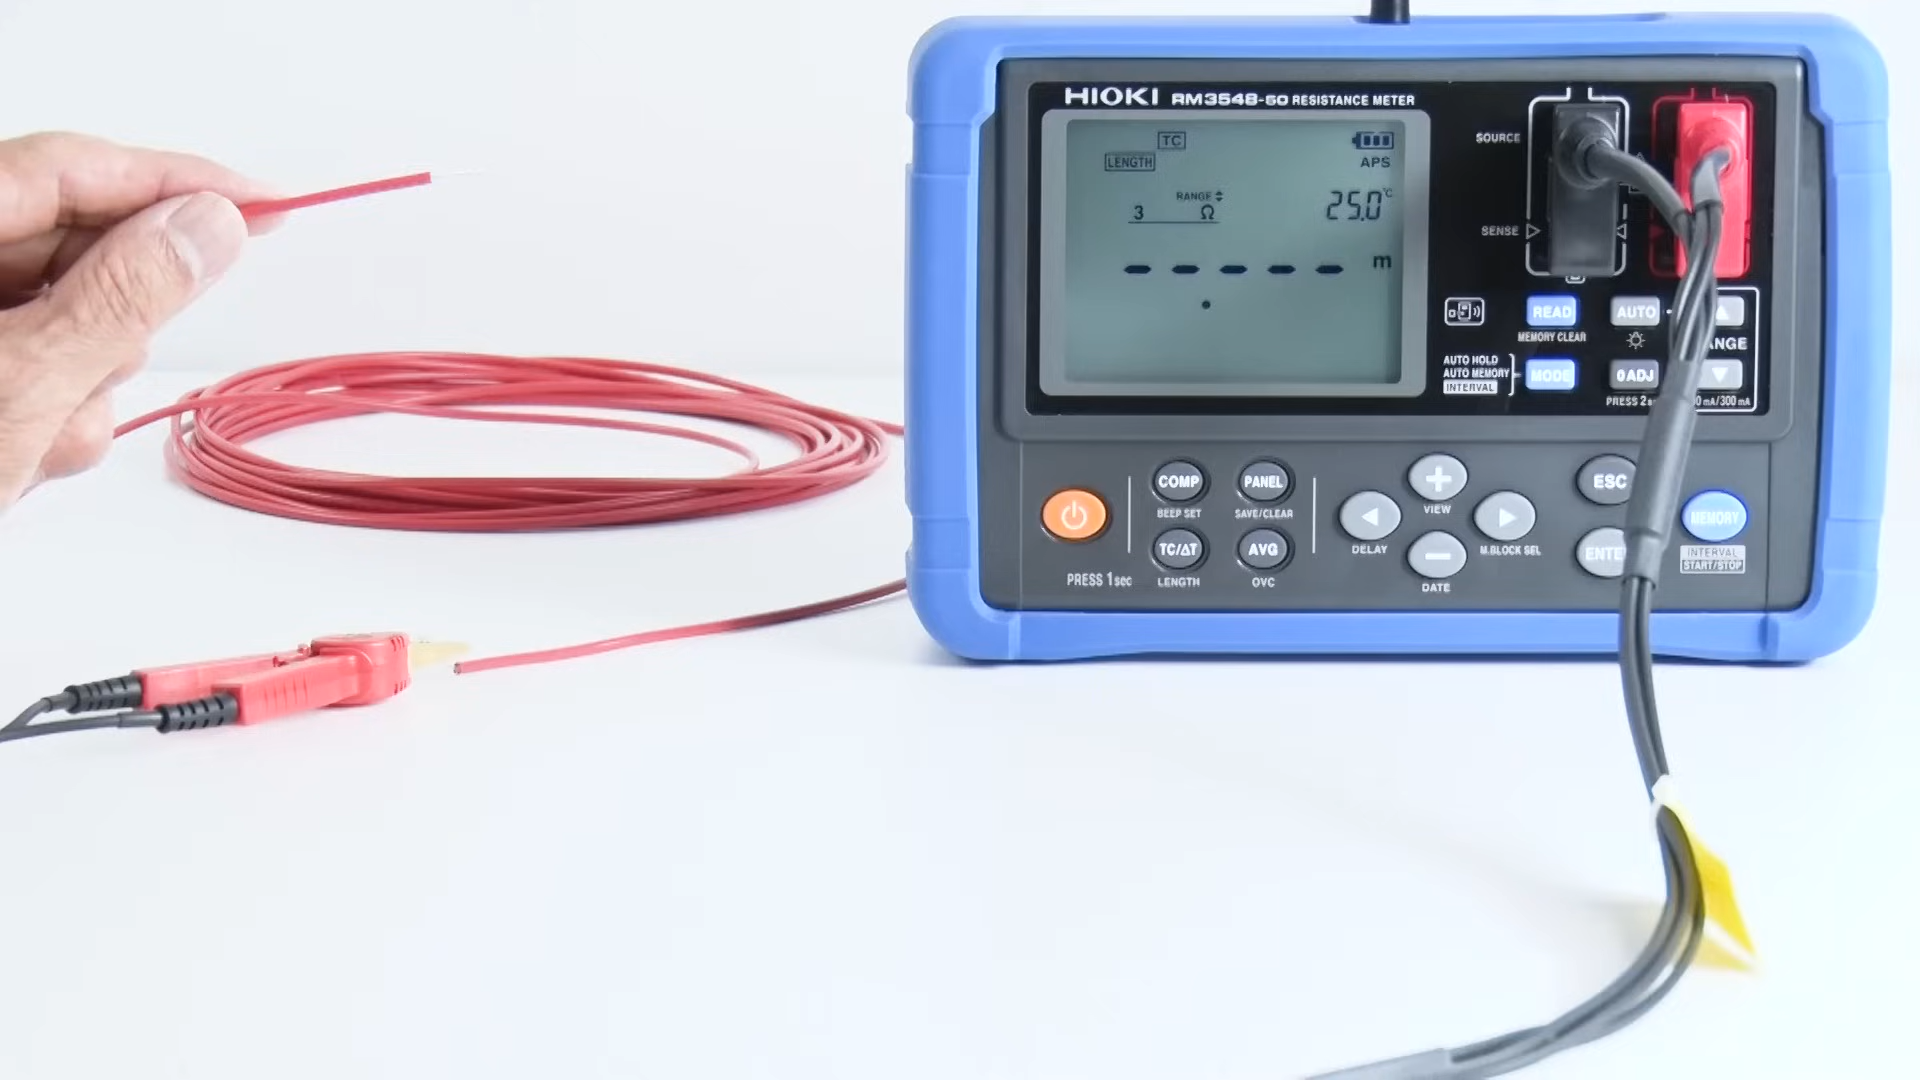 HIOKI RM3548-50 RESISTANCE METER
TC
LENGTH
APS
RANGE
3 Ω
25.0°C
- - - - -
m
SOURCE
SENSE
READ
MEMORY CLEAR
AUTO
AUTO HOLD
AUTO MEMORY
INTERVAL
MODE
0 ADJ
COMP
BEEP SET
PANEL
SAVE/CLEAR
VIEW
ESC
MEMORY
INTERVAL
START/STOP
DELAY
M.BLOCK SEL
TC/ΔT
LENGTH
AVG
OVC
DATE
PRESS 1sec